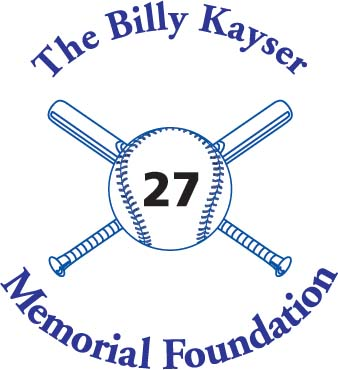 The Billy Kayser
27
Memorial Foundation